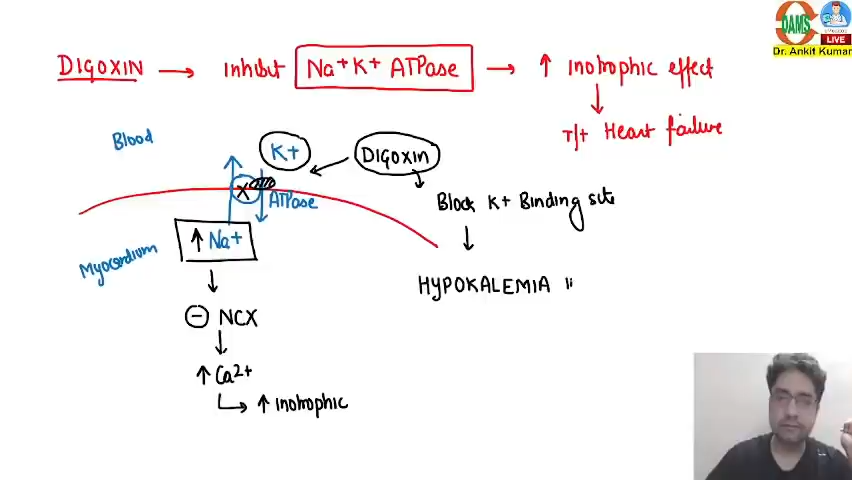 DAMS
LIVE
Dr. Ankit Kumar
DIGOXIN → inhibit Na+K+ ATPase → ↑ inotrophic effect
↓
T/t Heart failure
Blood
K+
DIGOXIN
X
ATPase
Block K+ Binding site
↑ Na+
Myocardium
↓
HYPOKALEMIA II
⊖ NCX
↓
↑ Ca2+
↳ ↑ inotrophic